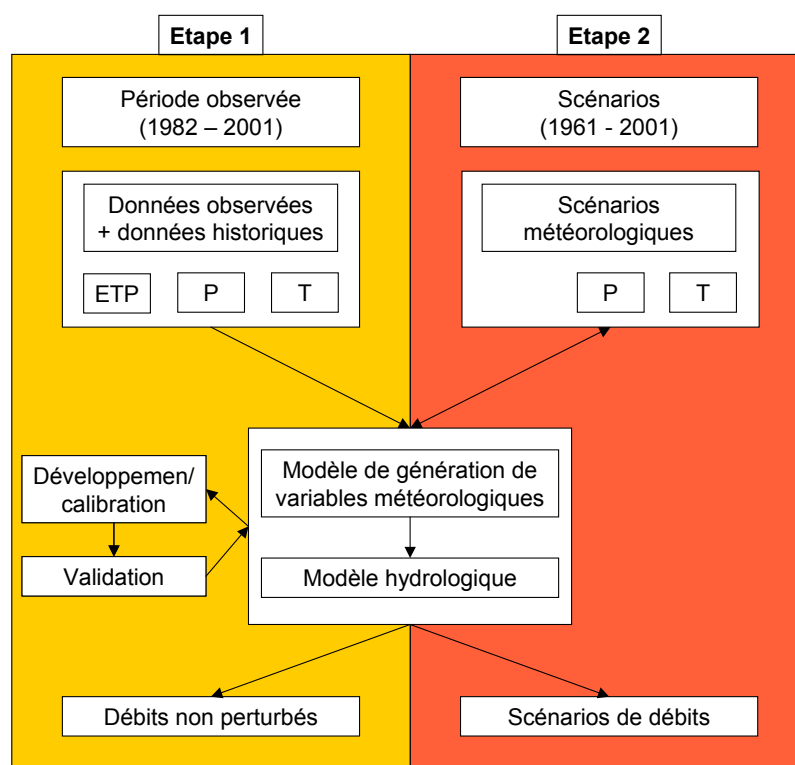 Etape 1
Etape 2
Période observée
(1982 – 2001)
Scénarios
(1961 - 2001)
Données observées
+ données historiques
ETP
P
T
Scénarios
météorologiques
P
T
Développemen/
calibration
Validation
Modèle de génération de
variables météorologiques
Modèle hydrologique
Débits non perturbés
Scénarios de débits